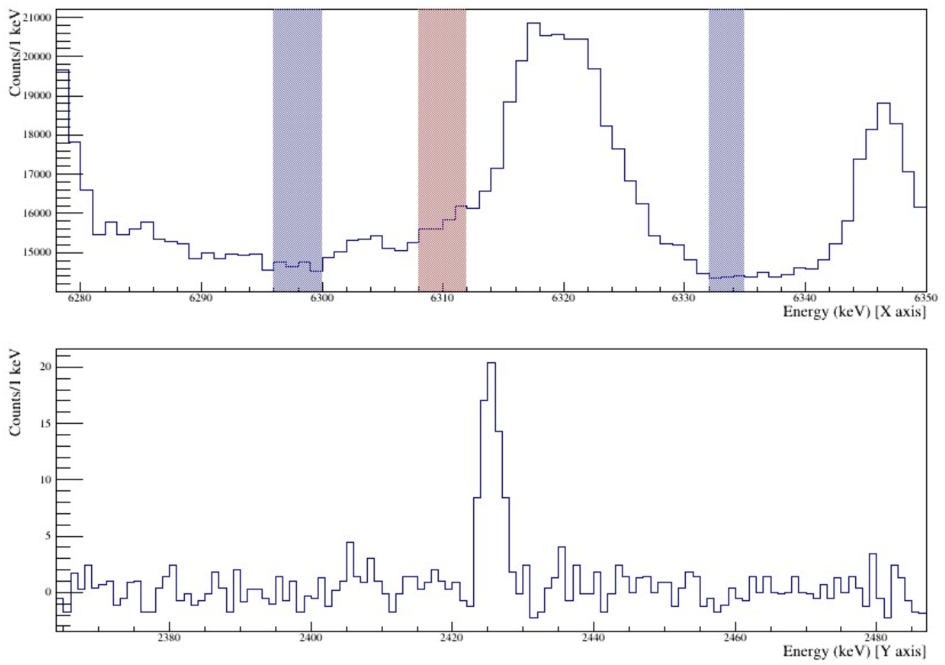 Counts/1 keV
21000
20000
19000
18000
17000
16000
15000
6280 6290 6300 6310 6320 6330 6340 6350
Energy (keV) [X axis]
Counts/1 keV
20
15
10
5
0
2380 2400 2420 2440 2460 2480
Energy (keV) [Y axis]